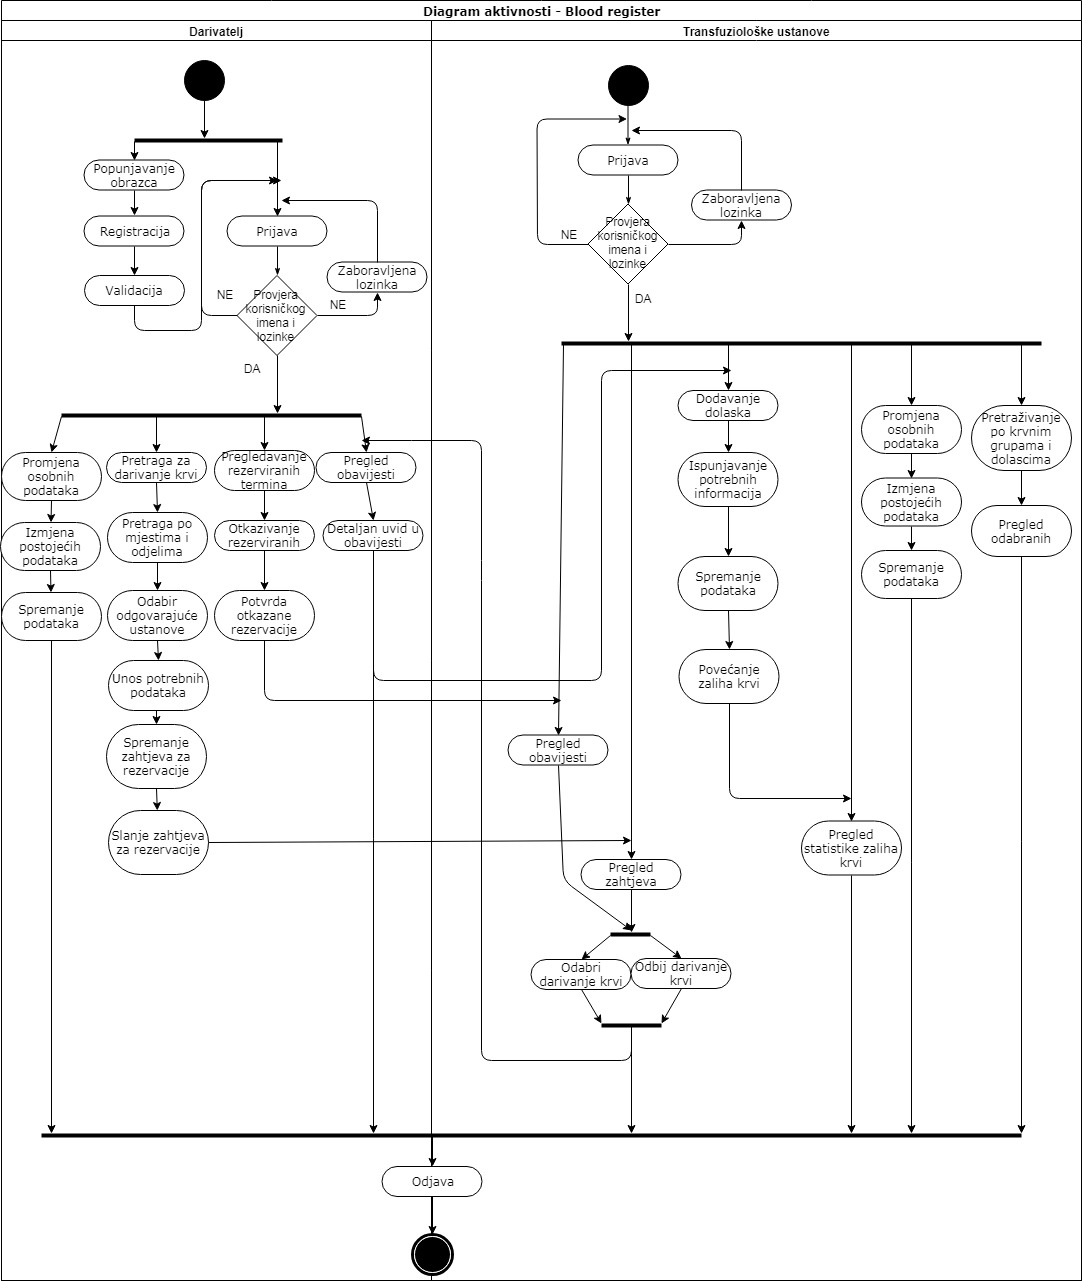 Diagram aktivnosti - Blood register
Darivatelj
Transfuziološke ustanove
Popunjavanje
obrazca
Registracija
Validacija
Prijava
Zaboravljena
lozinka
NE
Provjera
korisničkog
imena i
lozinke
NE
DA
Prijava
Zaboravljena
lozinka
Provjera
korisničkog
imena i
lozinke
NE
DA
Promjena
osobnih
podataka
Izmjena
postojećih
podataka
Spremanje
podataka
Pretraga za
darivanje krvi
Pretraga po
mjestima i
odjelima
Odabir
odgovarajuće
ustanove
Unos potrebnih
podataka
Spremanje
zahtjeva za
rezervacije
Slanje zahtjeva
za rezervacije
Pregledavanje
rezerviranih
termina
Otkazivanje
rezerviranih
Potvrda
otkazane
rezervacije
Pregled
obavijesti
Detaljan uvid u
obavijesti
Pregled
obavijesti
Pregled
zahtjeva
Odabri
darivanje krvi
Odbij darivanje
krvi
Dodavanje
dolaska
Ispunjavanje
potrebnih
informacija
Spremanje
podataka
Povećanje
zaliha krvi
Pregled
statistike zaliha
krvi
Promjena
osobnih
podataka
Izmjena
postojećih
podataka
Spremanje
podataka
Pretraživanje
po krvnim
grupama i
dolascima
Pregled
odabranih
Odjava